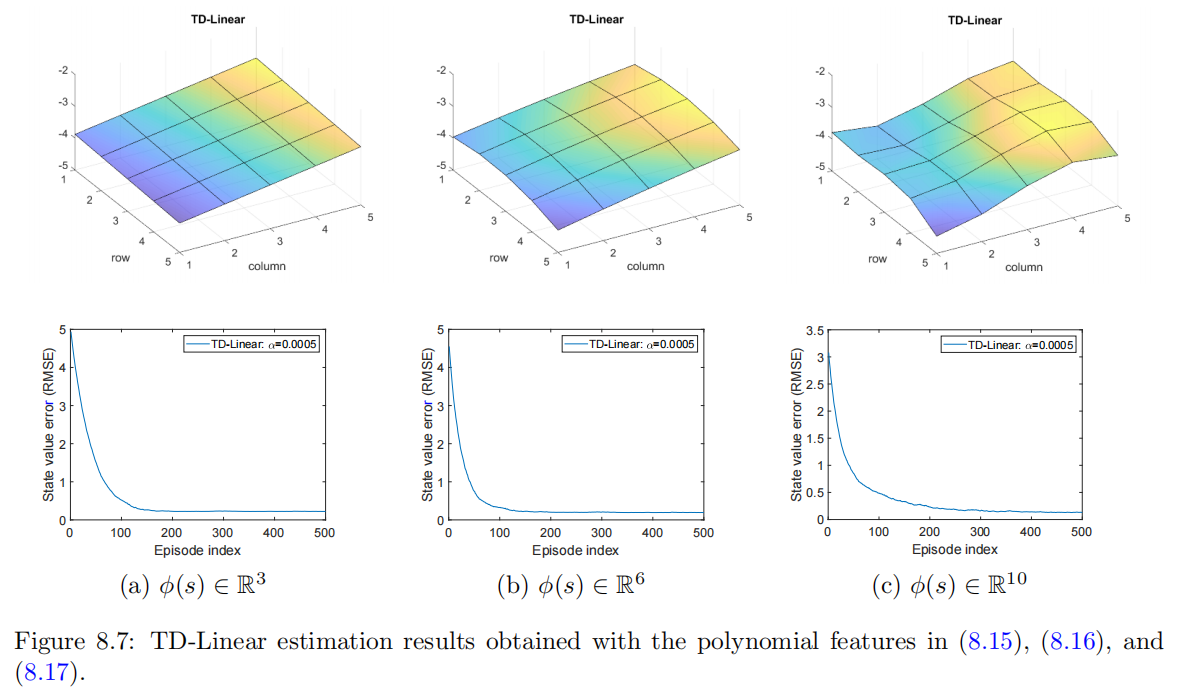 TD-Linear
TD-Linear
TD-Linear
-2
-3
-4
-5
1
2
3
4
5
row
1
2
3
4
5
column
-2
-3
-4
-5
1
2
3
4
5
row
1
2
3
4
5
column
-2
-3
-4
-5
1
2
3
4
5
row
1
2
3
4
5
column
State value error (RMSE)
5
4
3
2
1
0
TD-Linear: α=0.0005
0 100 200 300 400 500
Episode index
State value error (RMSE)
5
4
3
2
1
0
TD-Linear: α=0.0005
0 100 200 300 400 500
Episode index
State value error (RMSE)
3.5
3
2.5
2
1.5
1
0.5
0
TD-Linear: α=0.0005
0 100 200 300 400 500
Episode index
(a) ϕ(s) ∈ ℝ³
(b) ϕ(s) ∈ ℝ⁶
(c) ϕ(s) ∈ ℝ¹⁰
Figure 8.7: TD-Linear estimation results obtained with the polynomial features in (8.15), (8.16), and
(8.17).